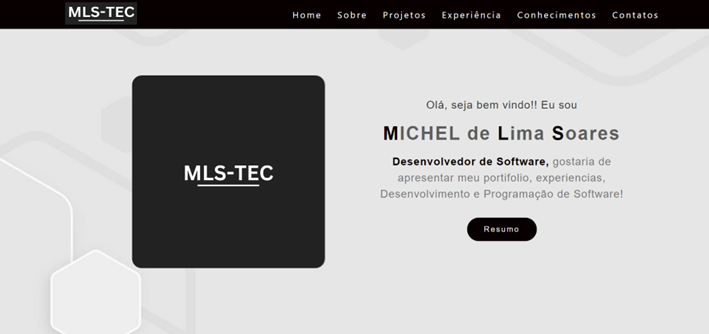 MLS-TEC
Home Sobre Projetos Experiência Conhecimentos Contatos
MLS-TEC
Olá, seja bem vindo!! Eu sou
MICHEL de Lima Soares
Desenvolvedor de Software, gostaria de
apresentar meu portifolio, experiencias,
Desenvolvimento e Programação de Software!
Resumo